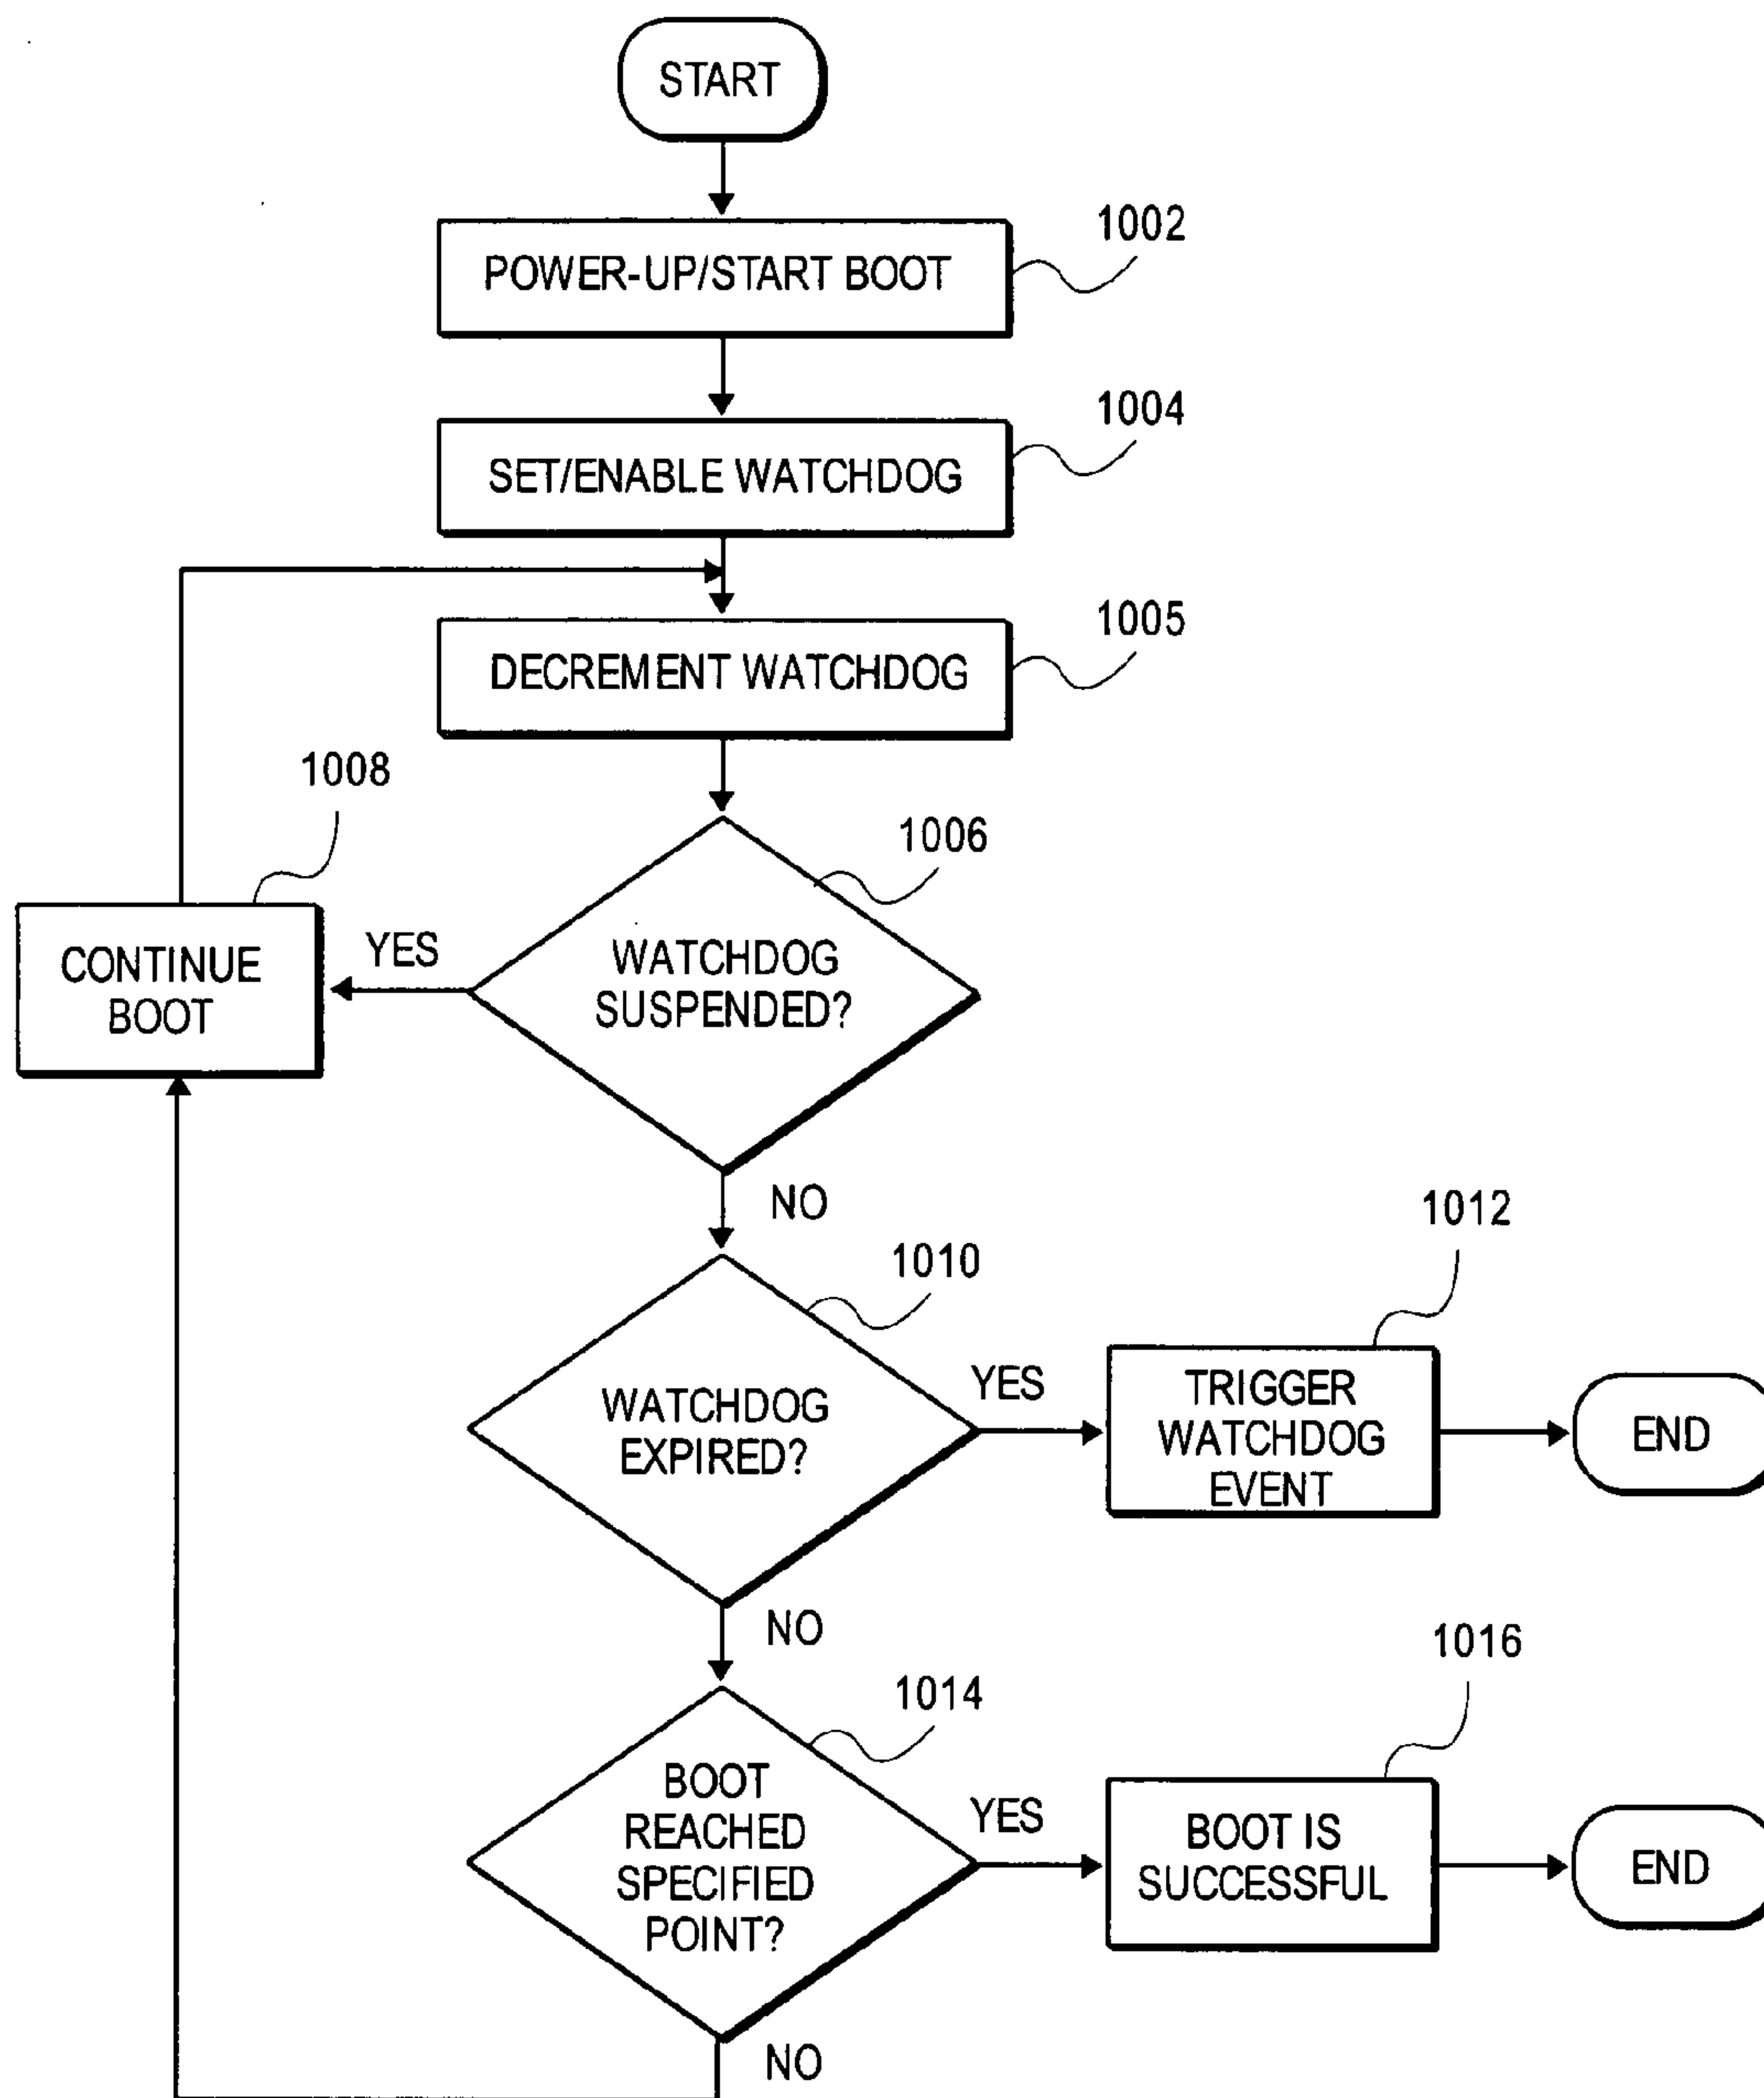 START
1002
POWER-UP/START BOOT
1004
SET/ENABLE WATCHDOG
1005
DECREMENT WATCHDOG
1008
1006
CONTINUE
BOOT
YES
WATCHDOG
SUSPENDED?
NO
1010
1012
WATCHDOG
EXPIRED?
YES
TRIGGER
WATCHDOG
EVENT
END
NO
1014
1016
BOOT
REACHED
SPECIFIED
POINT?
YES
BOOT IS
SUCCESSFUL
END
NO